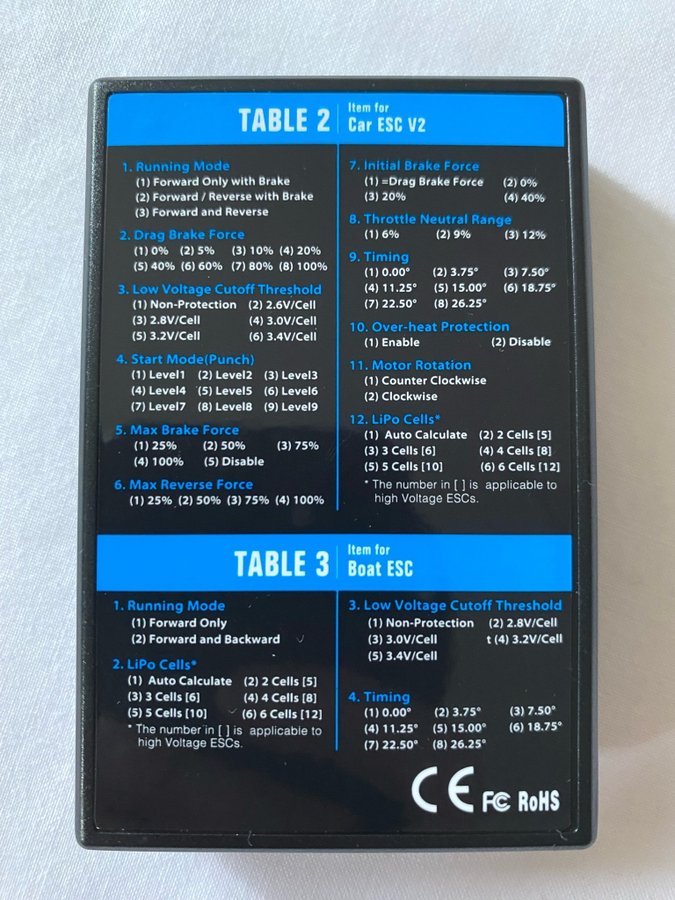 TABLE 2
Item for
Car ESC V2
1. Running Mode
(1) Forward Only with Brake
(2) Forward / Reverse with Brake
(3) Forward and Reverse
2. Drag Brake Force
(1) 0% (2) 5% (3) 10% (4) 20%
(5) 40% (6) 60% (7) 80% (8) 100%
3. Low Voltage Cutoff Threshold
(1) Non-Protection (2) 2.6V/Cell
(3) 2.8V/Cell (4) 3.0V/Cell
(5) 3.2V/Cell (6) 3.4V/Cell
4. Start Mode(Punch)
(1) Level1 (2) Level2 (3) Level3
(4) Level4 (5) Level5 (6) Level6
(7) Level7 (8) Level8 (9) Level9
5. Max Brake Force
(1) 25% (2) 50% (3) 75%
(4) 100% (5) Disable
6. Max Reverse Force
(1) 25% (2) 50% (3) 75% (4) 100%
7. Initial Brake Force
(1) =Drag Brake Force (2) 0%
(3) 20% (4) 40%
8. Throttle Neutral Range
(1) 6% (2) 9% (3) 12%
9. Timing
(1) 0.00° (2) 3.75° (3) 7.50°
(4) 11.25° (5) 15.00° (6) 18.75°
(7) 22.50° (8) 26.25°
10. Over-heat Protection
(1) Enable (2) Disable
11. Motor Rotation
(1) Counter Clockwise
(2) Clockwise
12. LiPo Cells*
(1) Auto Calculate (2) 2 Cells [5]
(3) 3 Cells [6] (4) 4 Cells [8]
(5) 5 Cells [10] (6) 6 Cells [12]
* The number in [ ] is applicable to
high Voltage ESCs.
TABLE 3
Item for
Boat ESC
1. Running Mode
(1) Forward Only
(2) Forward and Backward
2. LiPo Cells*
(1) Auto Calculate (2) 2 Cells [5]
(3) 3 Cells [6] (4) 4 Cells [8]
(5) 5 Cells [10] (6) 6 Cells [12]
* The number in [ ] is applicable to
high Voltage ESCs.
3. Low Voltage Cutoff Threshold
(1) Non-Protection (2) 2.8V/Cell
(3) 3.0V/Cell t (4) 3.2V/Cell
(5) 3.4V/Cell
4. Timing
(1) 0.00° (2) 3.75° (3) 7.50°
(4) 11.25° (5) 15.00° (6) 18.75°
(7) 22.50° (8) 26.25°
CE FC RoHS